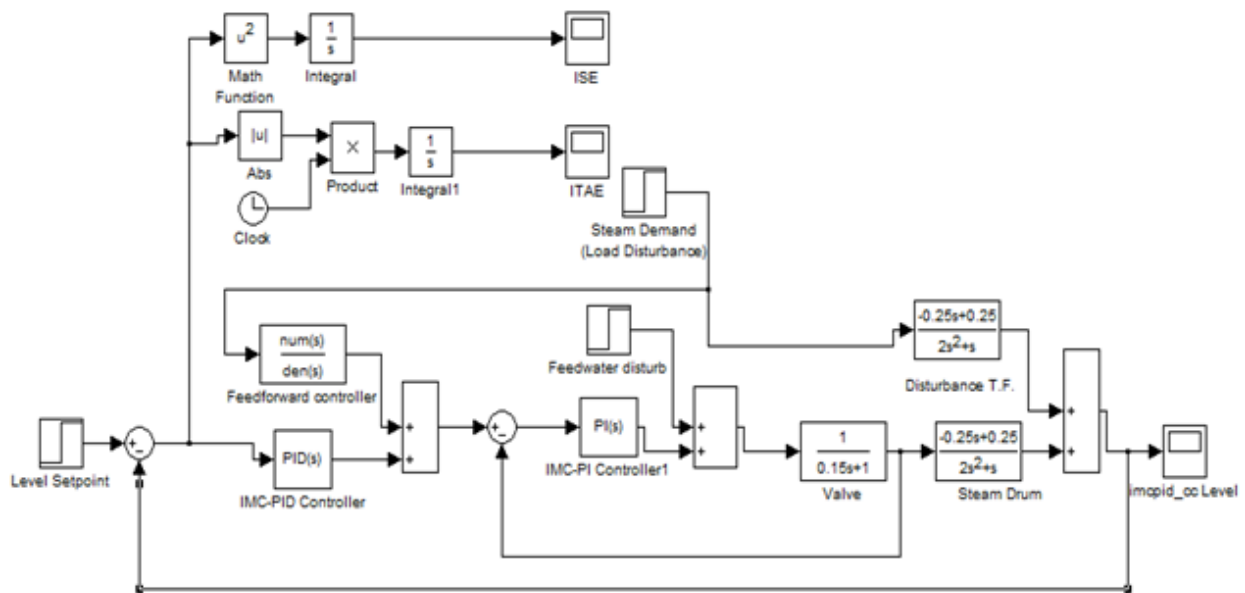 u²
1
s
Math
Function
Integral
ISE
|u|
Abs
×
Product
1
s
Integral1
ITAE
Clock
Steam Demand
(Load Disturbance)
num(s)
den(s)
Feedforward controller
Feedwater disturb
-0.25s+0.25
2s²+s
Disturbance T.F.
Level Setpoint
+
-
PID(s)
IMC-PID Controller
+
+
+
-
PI(s)
IMC-PI Controller1
+
+
1
0.15s+1
Valve
-0.25s+0.25
2s²+s
Steam Drum
+
+
imcpid_cc Level